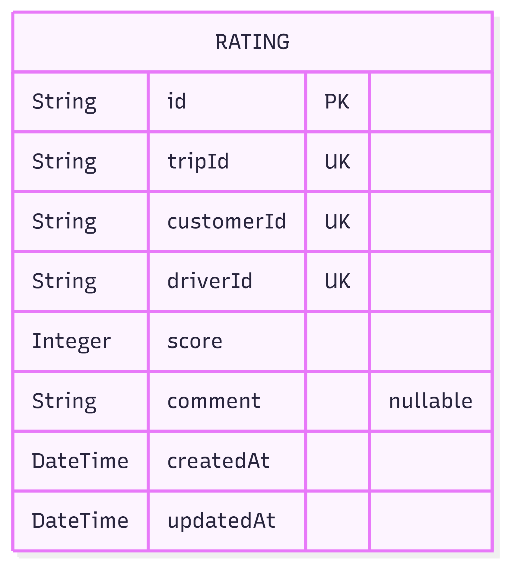 RATING
String id PK
String tripId UK
String customerId UK
String driverId UK
Integer score
String comment nullable
DateTime createdAt
DateTime updatedAt